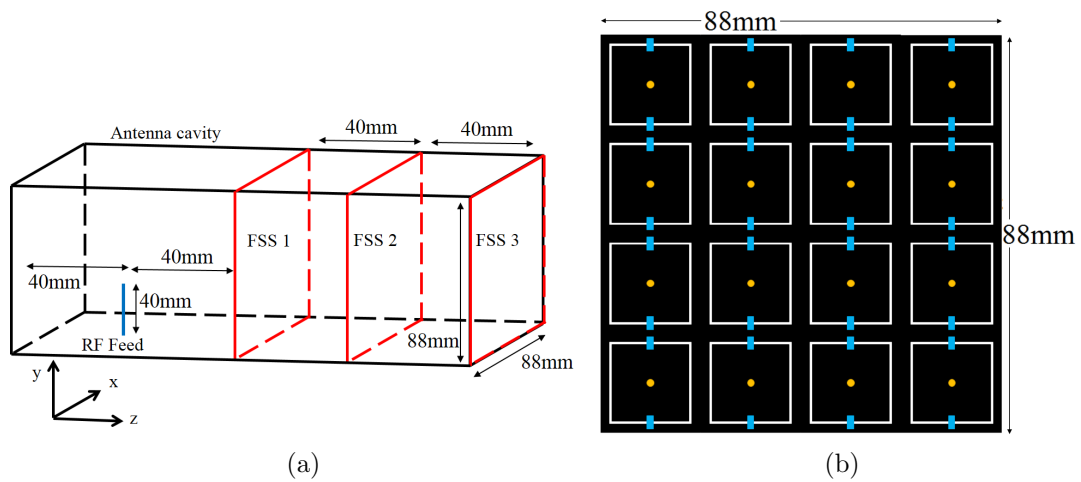 88mm
40mm 40mm
Antenna cavity
FSS 1 FSS 2 FSS 3
40mm
40mm
40mm
RF Feed
88mm
88mm
y
x
z
88mm
(a) (b)